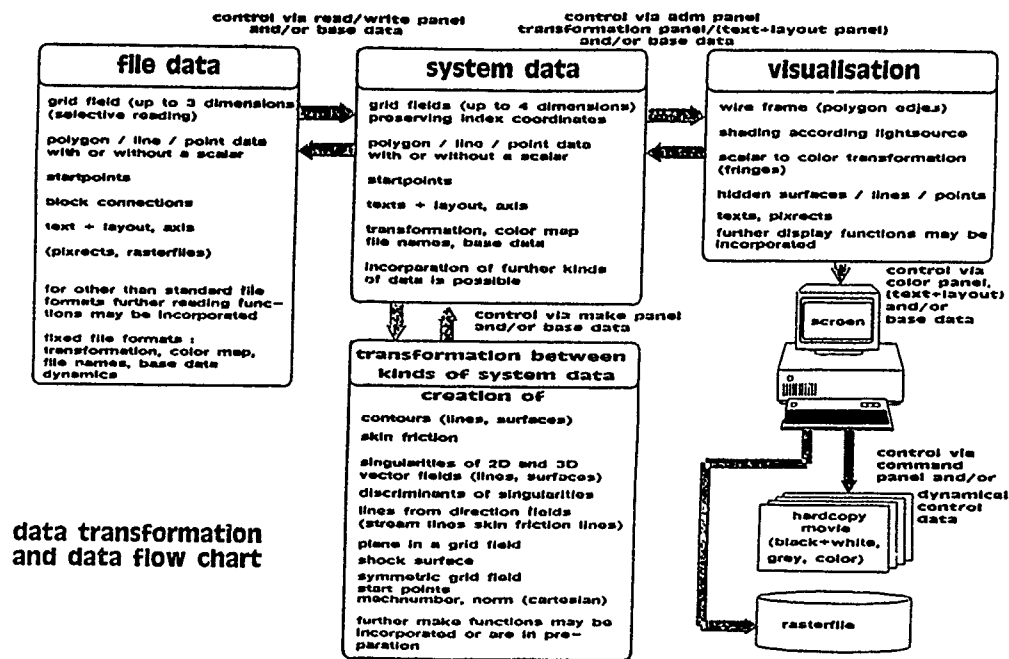 control via read/write panel
and/or base data
control via adm panel
transformation panel/(text+layout panel)
and/or base data
file data
grid field (up to 3 dimensions)
(selective reading)
polygon / line / point data
with or without a scalar
startpoints
block connections
text + layout, axis
(pixrects, rasterfiles)
for other than standard file
formats further reading func-
tions may be incorporated
fixed file formats :
transformation, color map,
file names, base data
dynamics
system data
grid fields (up to 4 dimensions)
preserving index coordinates
polygon / line / point data
with or without a scalar
startpoints
texts + layout, axis
transformation, color map
file names, base data
incorparation of further kinds
of data is possible
visualisation
wire frame (polygon edjes)
shading according lightsource
scalar to color transformation
(fringes)
hidden surfaces / lines / points
texts, pixrects
further display functions may be
incorporated
control via make panel
and/or base data
control via
color panel,
(text+layout)
and/or
base data
screen
transformation between
kinds of system data
creation of
contours (lines, surfaces)
skin friction
singularities of 2D and 3D
vector fields (lines, surfaces)
discriminants of singularities
lines from direction fields
(stream lines skin friction lines)
plane in a grid field
shock surface
symmetric grid field
start points
machnumber, norm (cartesian)
further make functions may be
incorporated or are in pre-
paration
control via
command
panel and/or
dynamical
control
data
hardcopy
movie
(black+white,
grey, color)
rasterfile
data transformation
and data flow chart